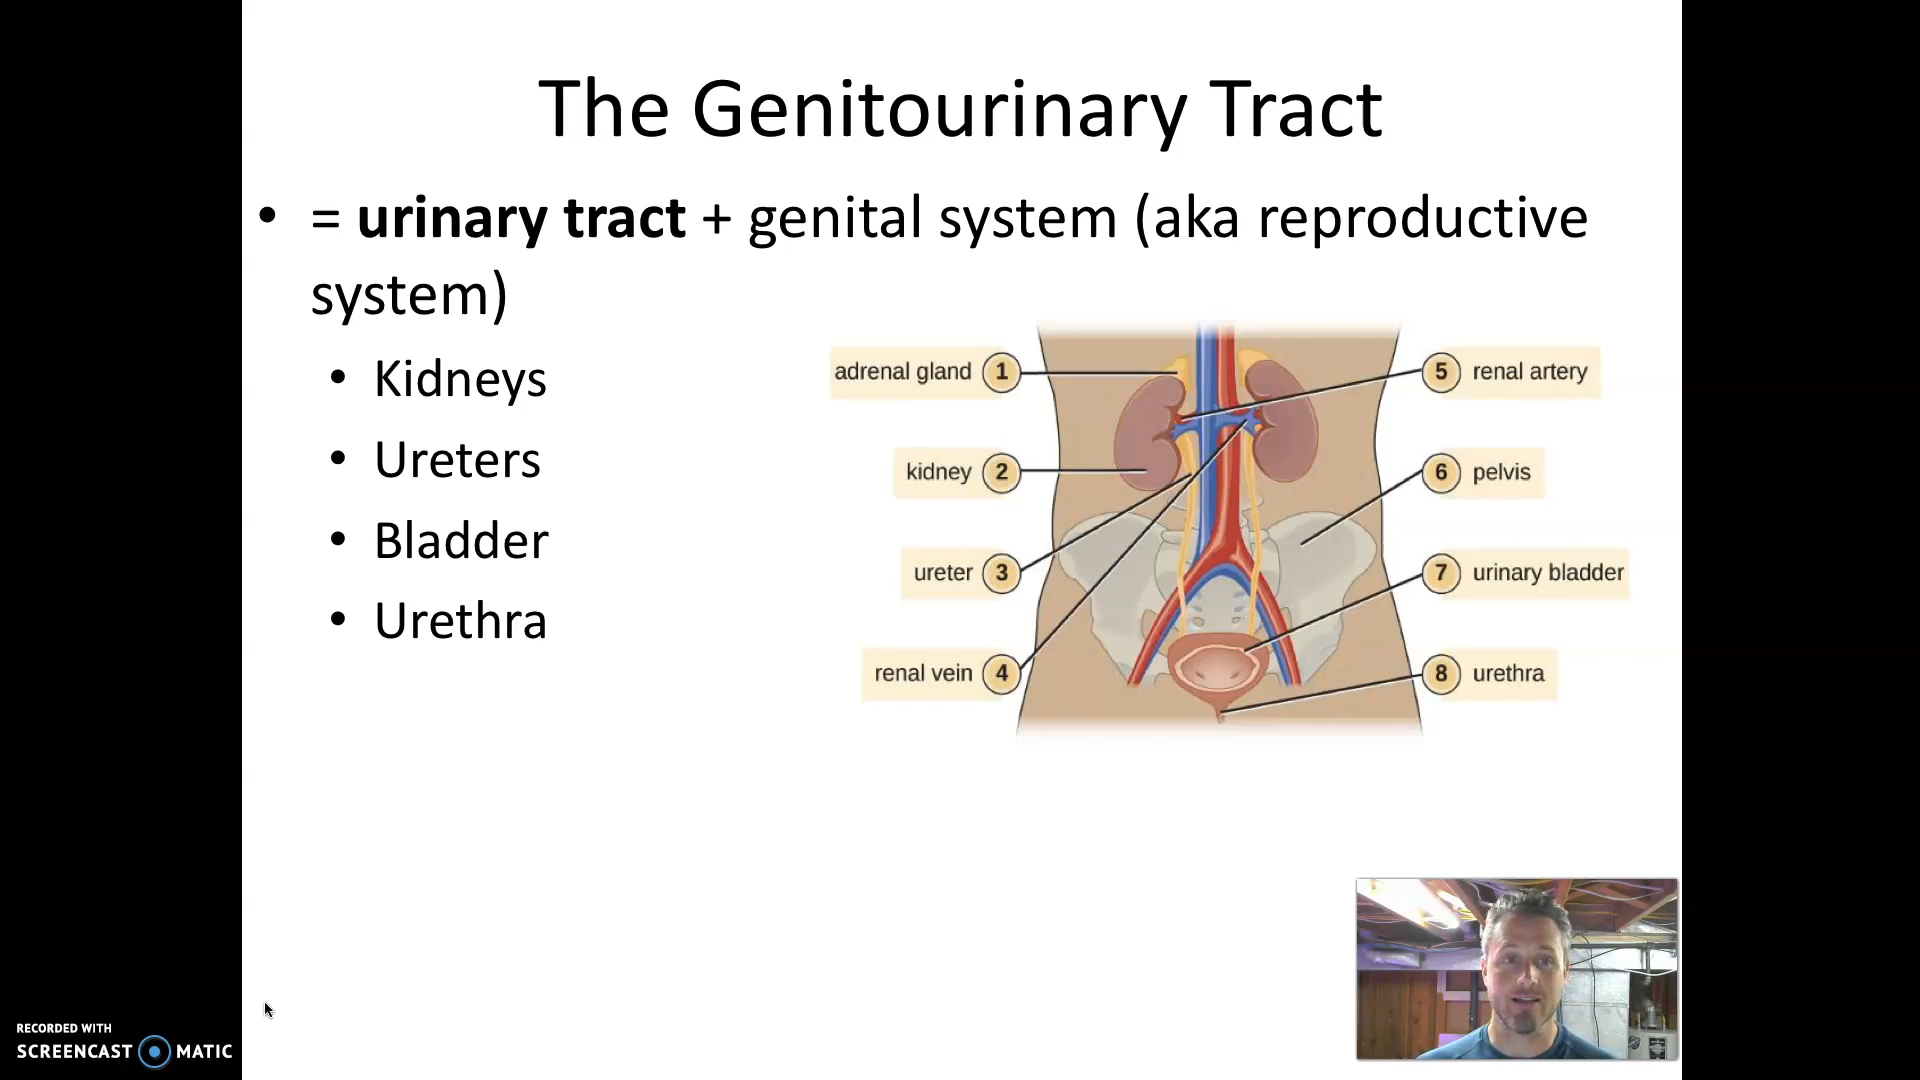 The Genitourinary Tract
• = urinary tract + genital system (aka reproductive
system)
• Kidneys
• Ureters
• Bladder
• Urethra
adrenal gland 1
kidney 2
ureter 3
renal vein 4
5 renal artery
6 pelvis
7 urinary bladder
8 urethra
RECORDED WITH
SCREENCAST MATIC